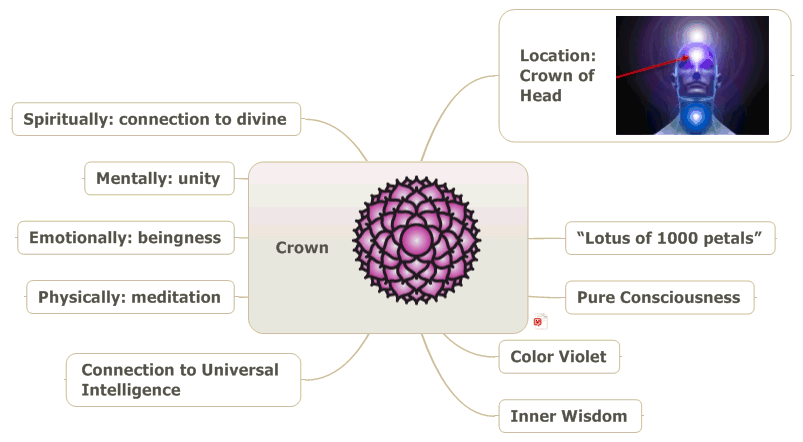 Location:
Crown of
Head
Spiritually: connection to divine
Mentally: unity
Emotionally: beingness
Physically: meditation
Connection to Universal
Intelligence
Crown
“Lotus of 1000 petals”
Pure Consciousness
Color Violet
Inner Wisdom